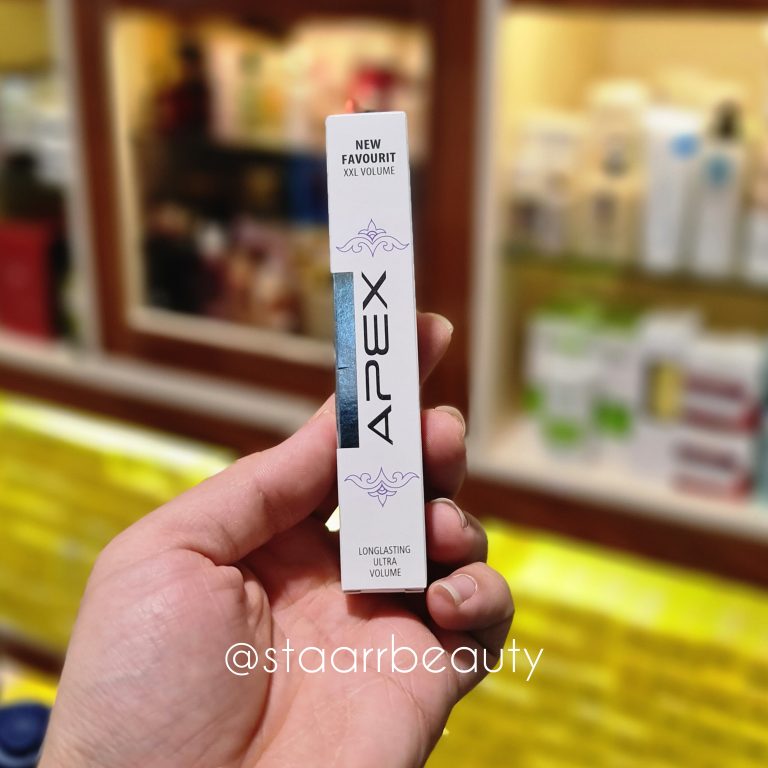 NEW
FAVOURIT
XXL VOLUME
APEX
LONGLASTING
ULTRA
VOLUME
@staarrbeauty